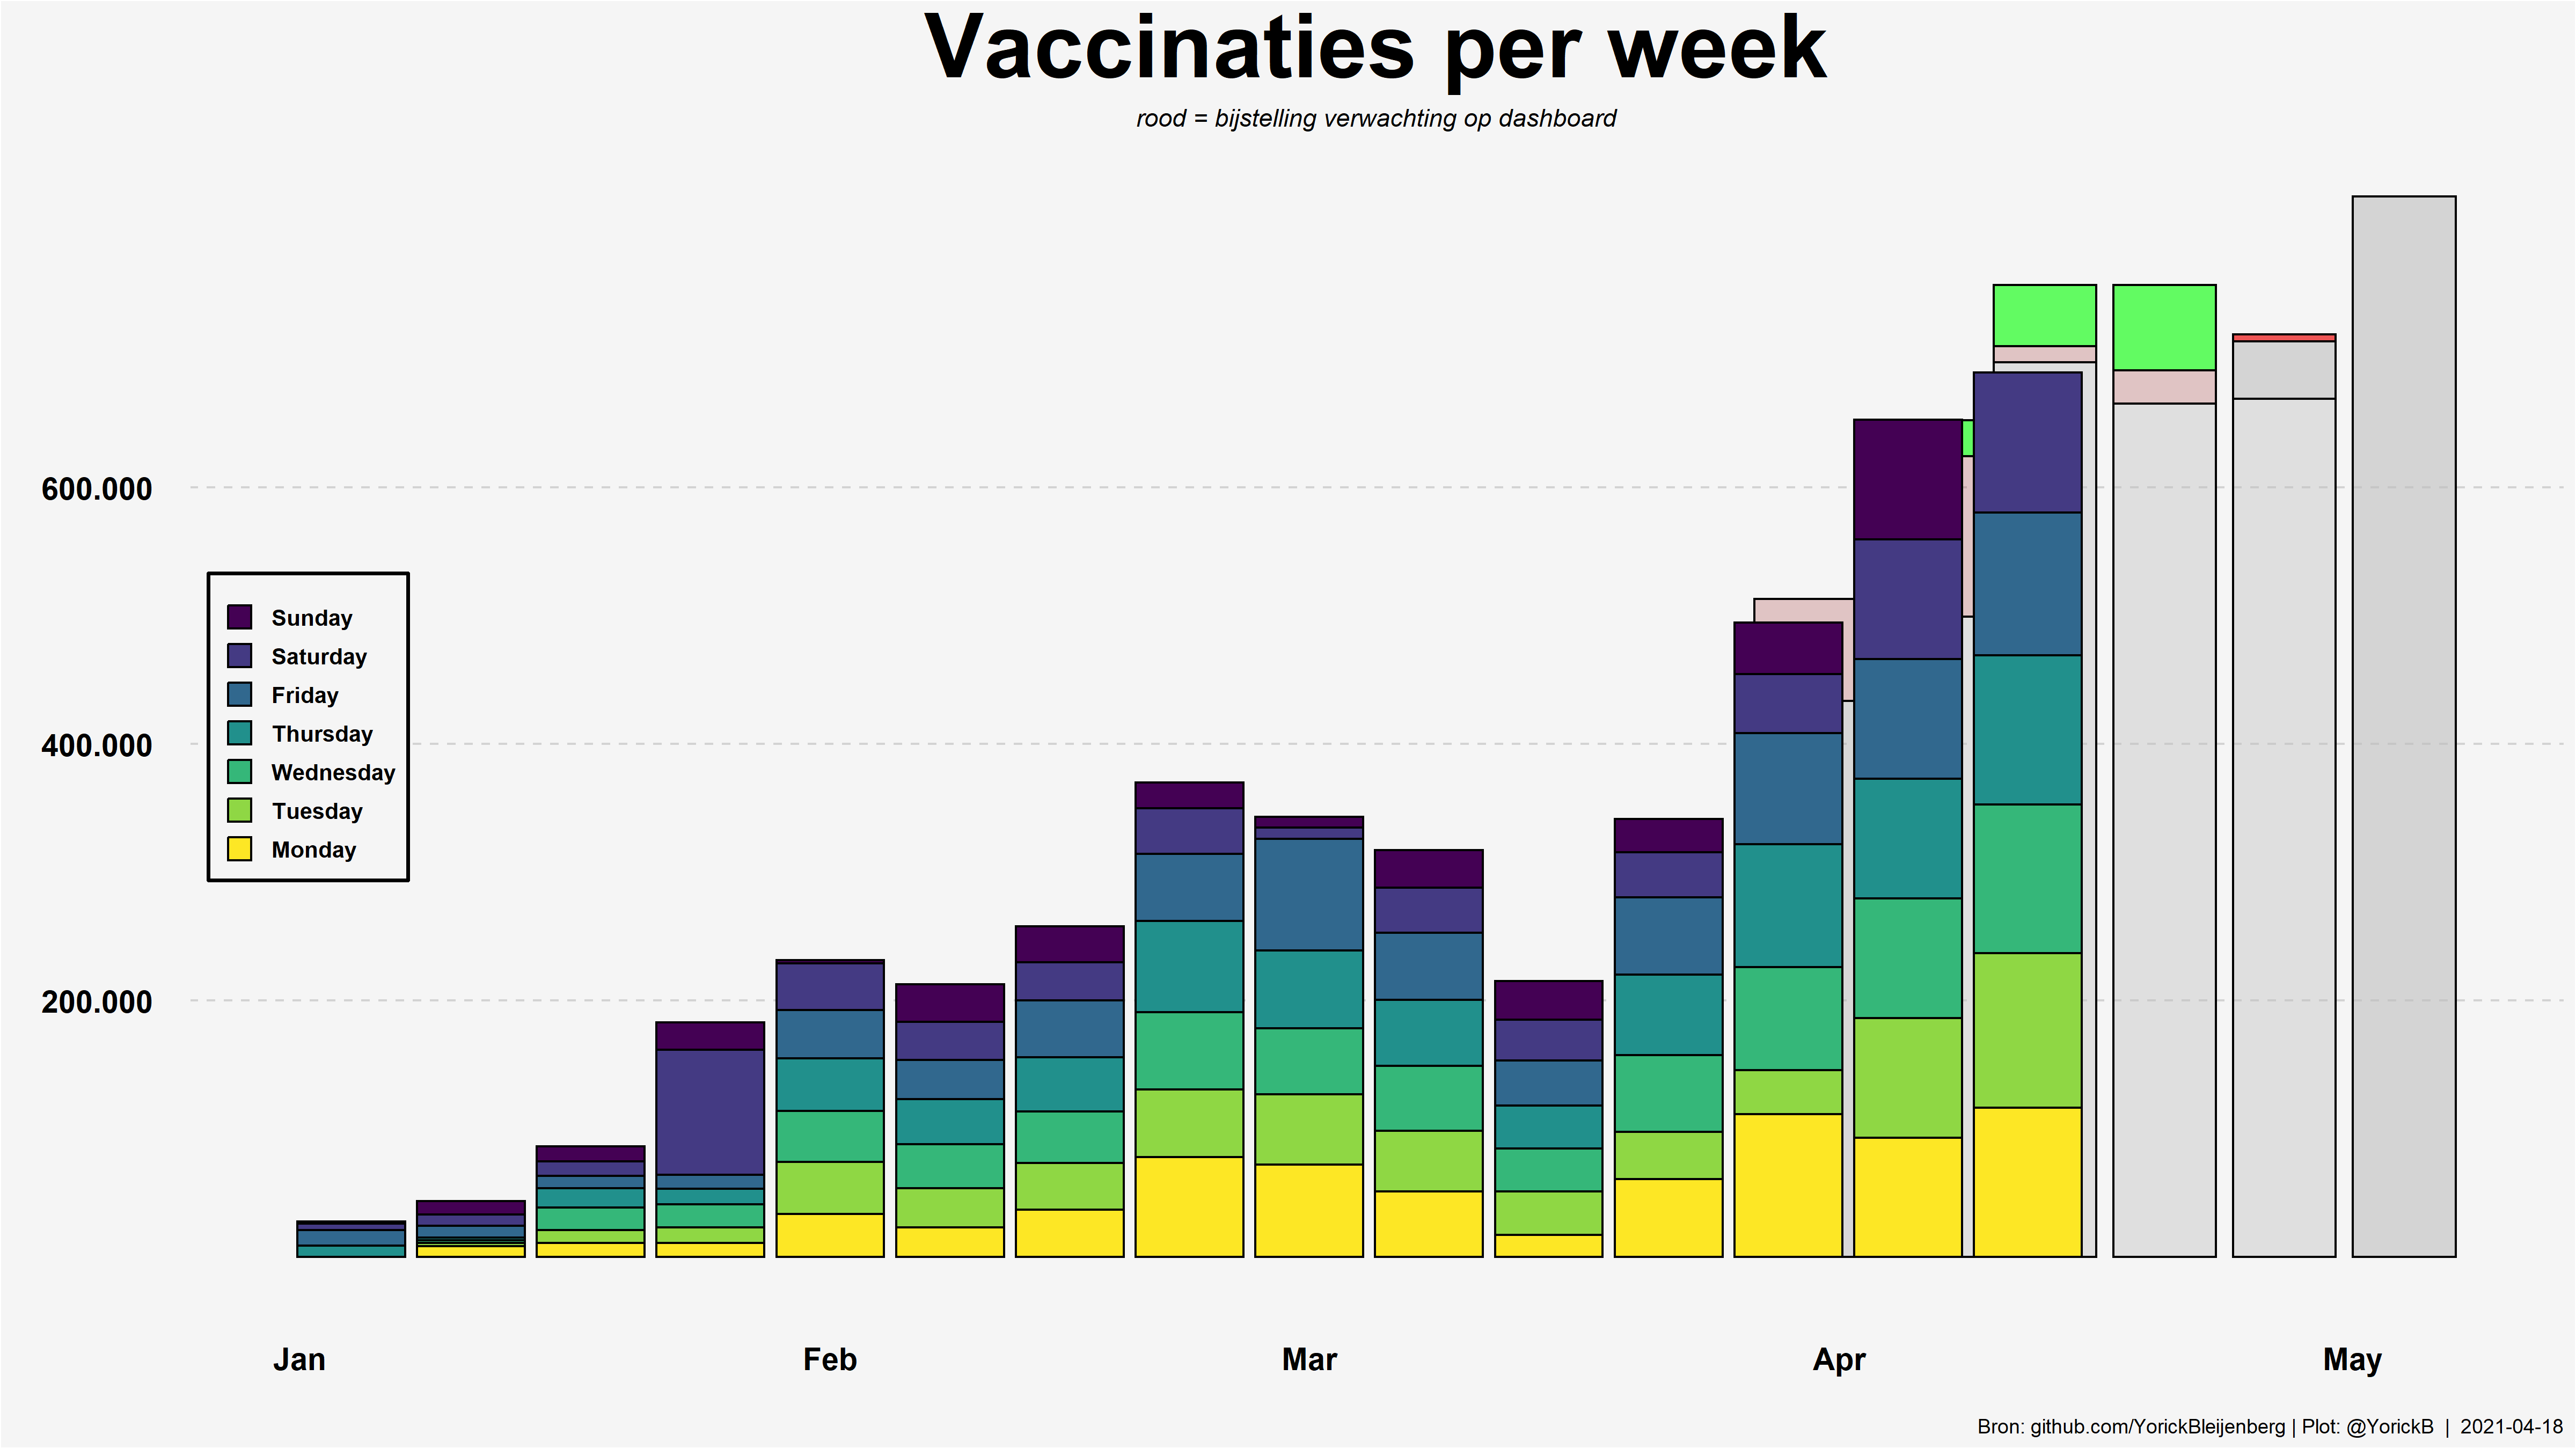 Vaccinaties per week
rood = bijstelling verwachting op dashboard
600.000
400.000
200.000
Sunday
Saturday
Friday
Thursday
Wednesday
Tuesday
Monday
Jan Feb Mar Apr May
Bron: github.com/YorickBleijenberg | Plot: @YorickB | 2021-04-18